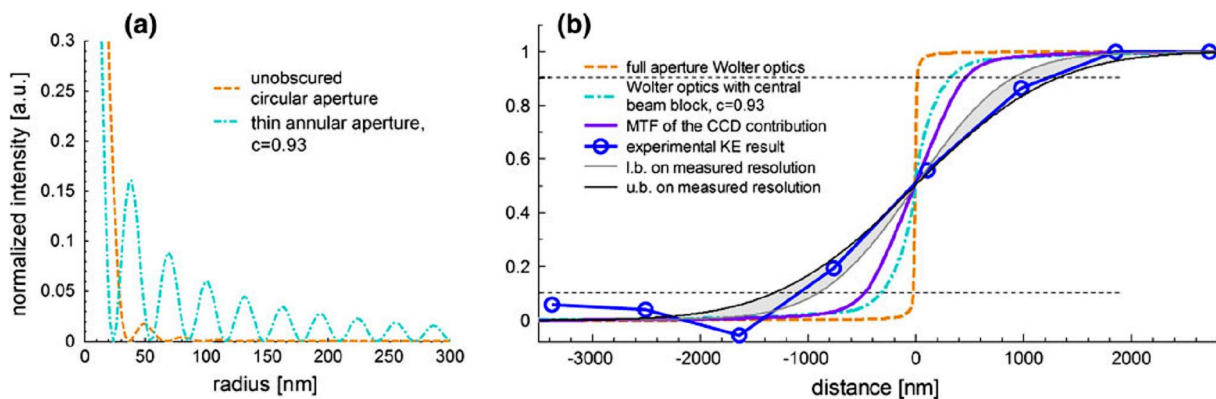 (a)
0.3
0.25
0.2
0.15
0.1
0.05
0
normalized intensity [a.u.]
unobscured
circular aperture
thin annular aperture,
c=0.93
0 50 100 150 200 250 300
radius [nm]
(b)
1
0.8
0.6
0.4
0.2
0
full aperture Wolter optics
Wolter optics with central
beam block, c=0.93
MTF of the CCD contribution
experimental KE result
l.b. on measured resolution
u.b. on measured resolution
-3000 -2000 -1000 0 1000 2000
distance [nm]